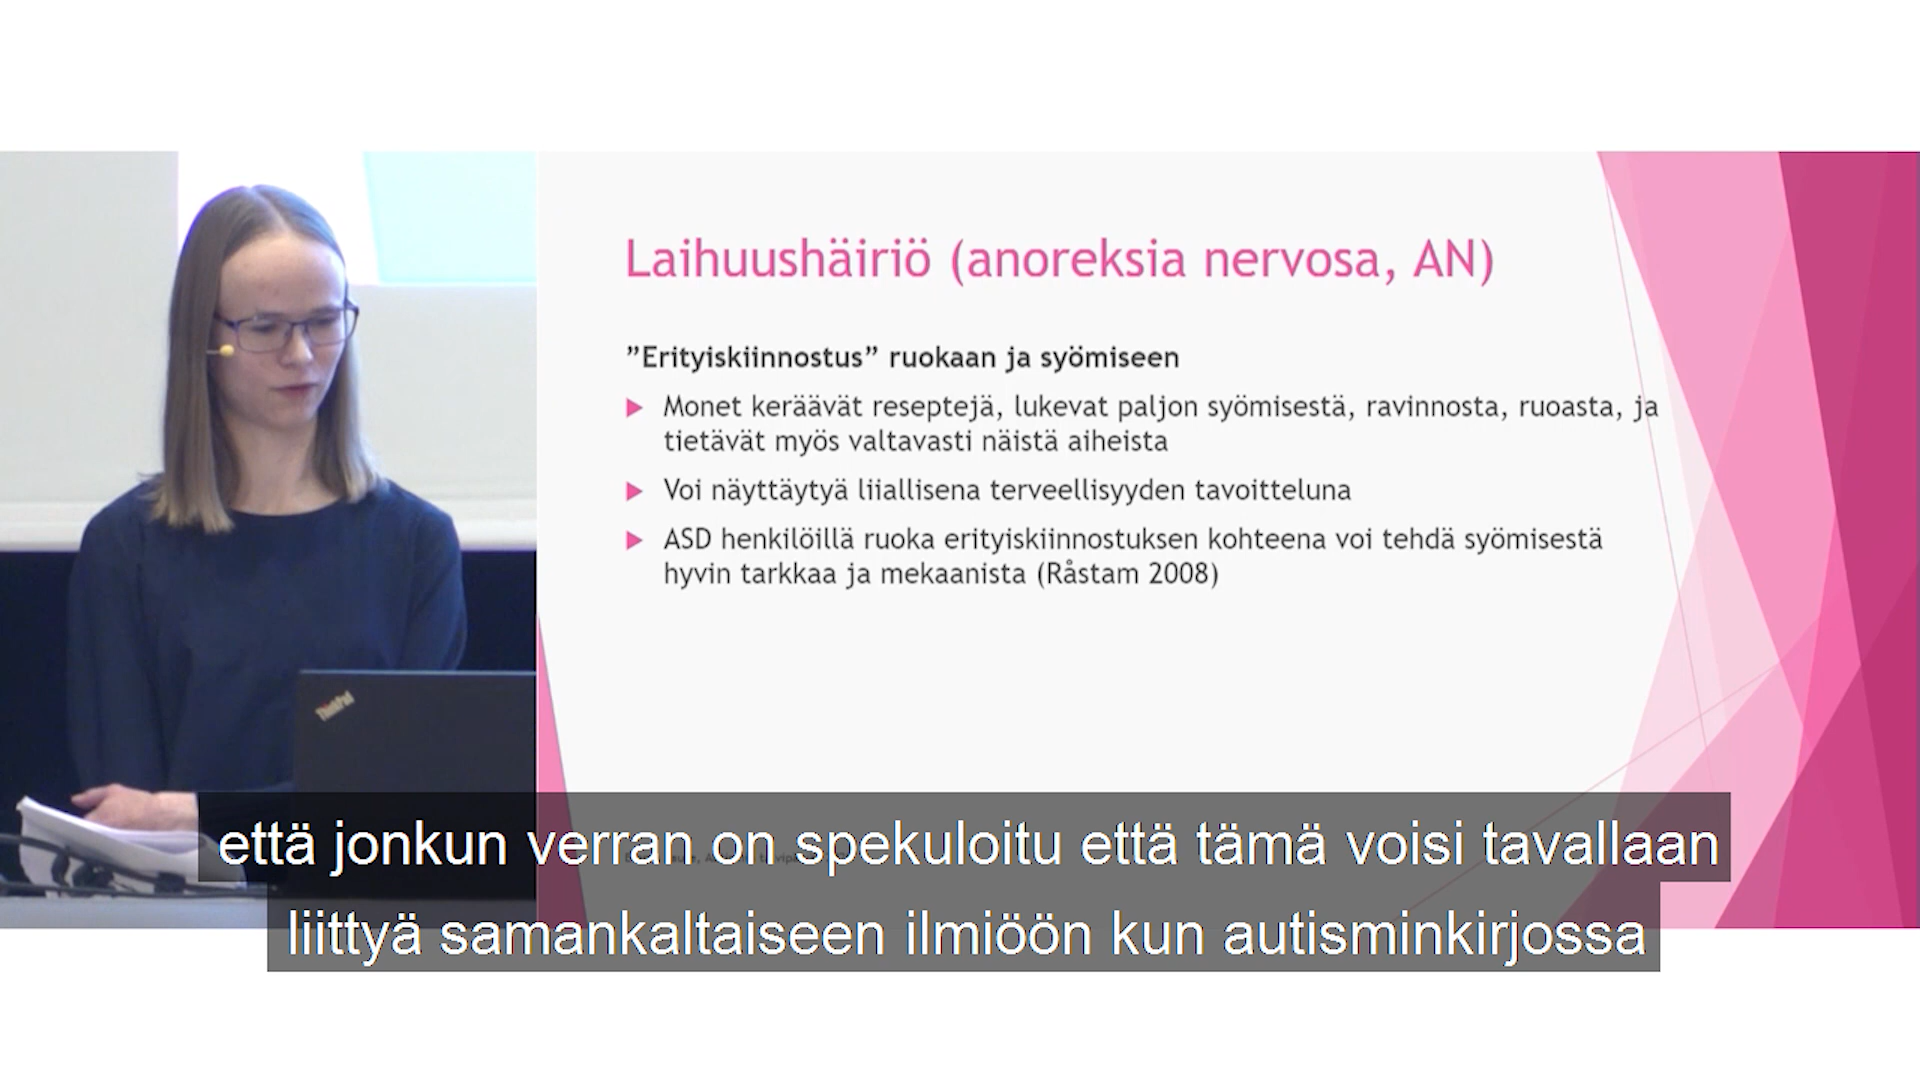 Laihuushäiriö (anoreksia nervosa, AN)
”Erityiskiinnostus” ruokaan ja syömiseen
Monet keräävät reseptejä, lukevat paljon syömisestä, ravinnosta, ruoasta, ja
tietävät myös valtavasti näistä aiheista
Voi näyttäytyä liiallisena terveellisyyden tavoitteluna
ASD henkilöillä ruoka erityiskiinnostuksen kohteena voi tehdä syömisestä
hyvin tarkkaa ja mekaanista (Råstam 2008)
ThinkPad
että jonkun verran on spekuloitu että tämä voisi tavallaan
liittyä samankaltaiseen ilmiöön kun autisminkirjossa